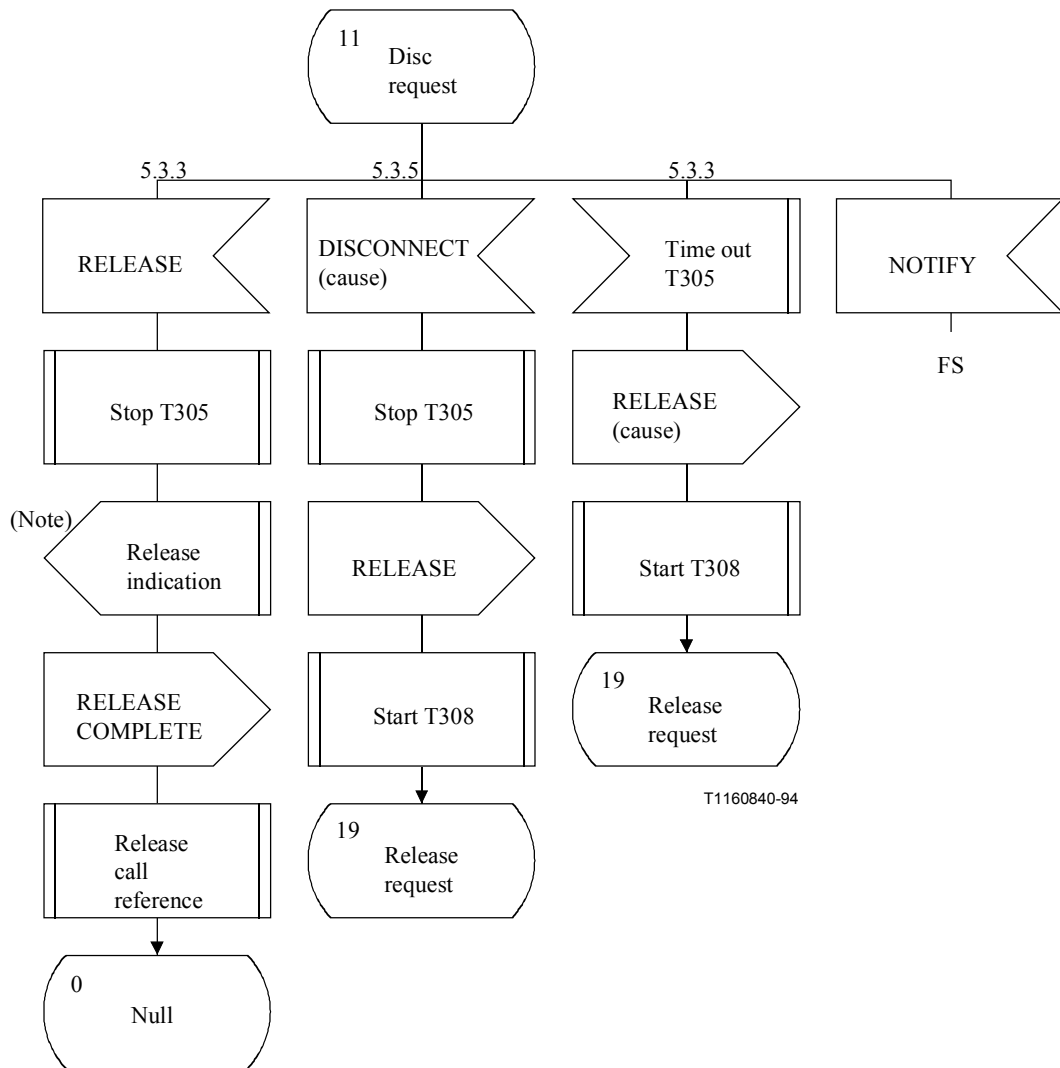 11
Disc
request
5.3.3
5.3.5
5.3.3
RELEASE
DISCONNECT
(cause)
Time out
T305
NOTIFY
Stop T305
Stop T305
RELEASE
(cause)
FS
(Note)
Release
indication
RELEASE
Start T308
RELEASE
COMPLETE
Start T308
19
Release
request
T1160840-94
Release
call
reference
19
Release
request
0
Null